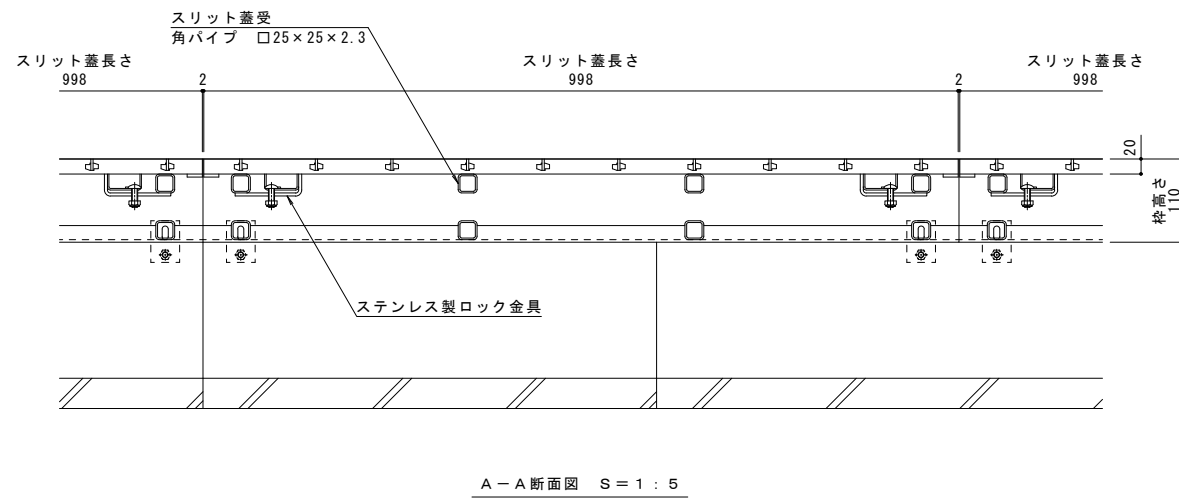 スリット蓋受
角パイプ 口25×25×2.3
スリット蓋長さ
998
2
スリット蓋長さ
998
2
スリット蓋長さ
998
20
枠高さ
110
ステンレス製ロック金具
A-A断面図 S=1:5